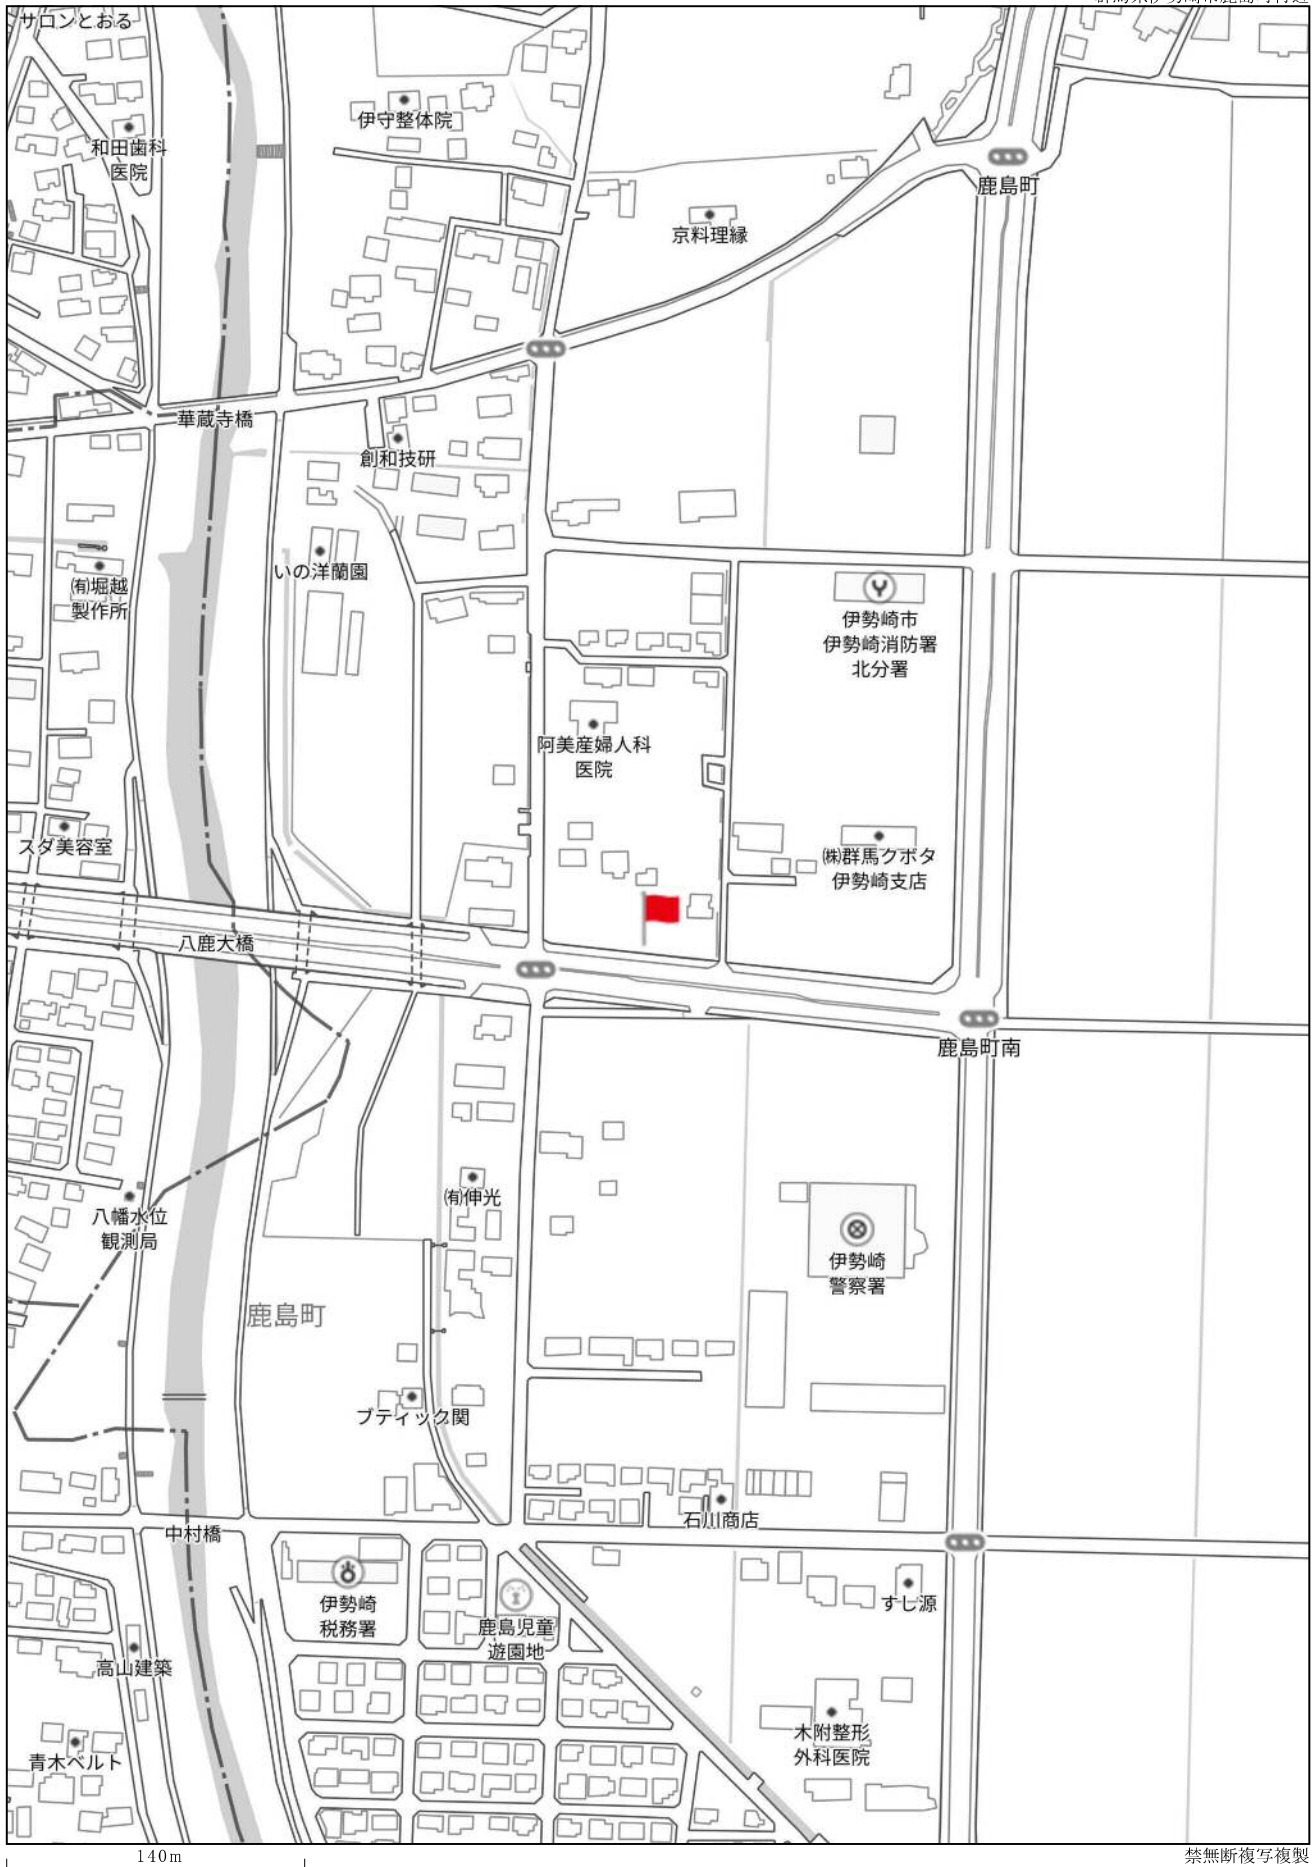 サロンとおる
伊守整体院
和田歯科
医院
鹿島町
京料理縁
華蔵寺橋
創和技研
いの洋蘭園
㈲堀越
製作所
伊勢崎市
伊勢崎消防署
北分署
阿美産婦人科
医院
スダ美容室
㈱群馬クボタ
伊勢崎支店
八鹿大橋
鹿島町南
㈲伸光
八幡水位
観測局
伊勢崎
警察署
鹿島町
ブティック関
石川商店
中村橋
伊勢崎
税務署
鹿島児童
遊園地
すし源
高山建築
木附整形
外科医院
青木ベルト
140m
禁無断複写複製